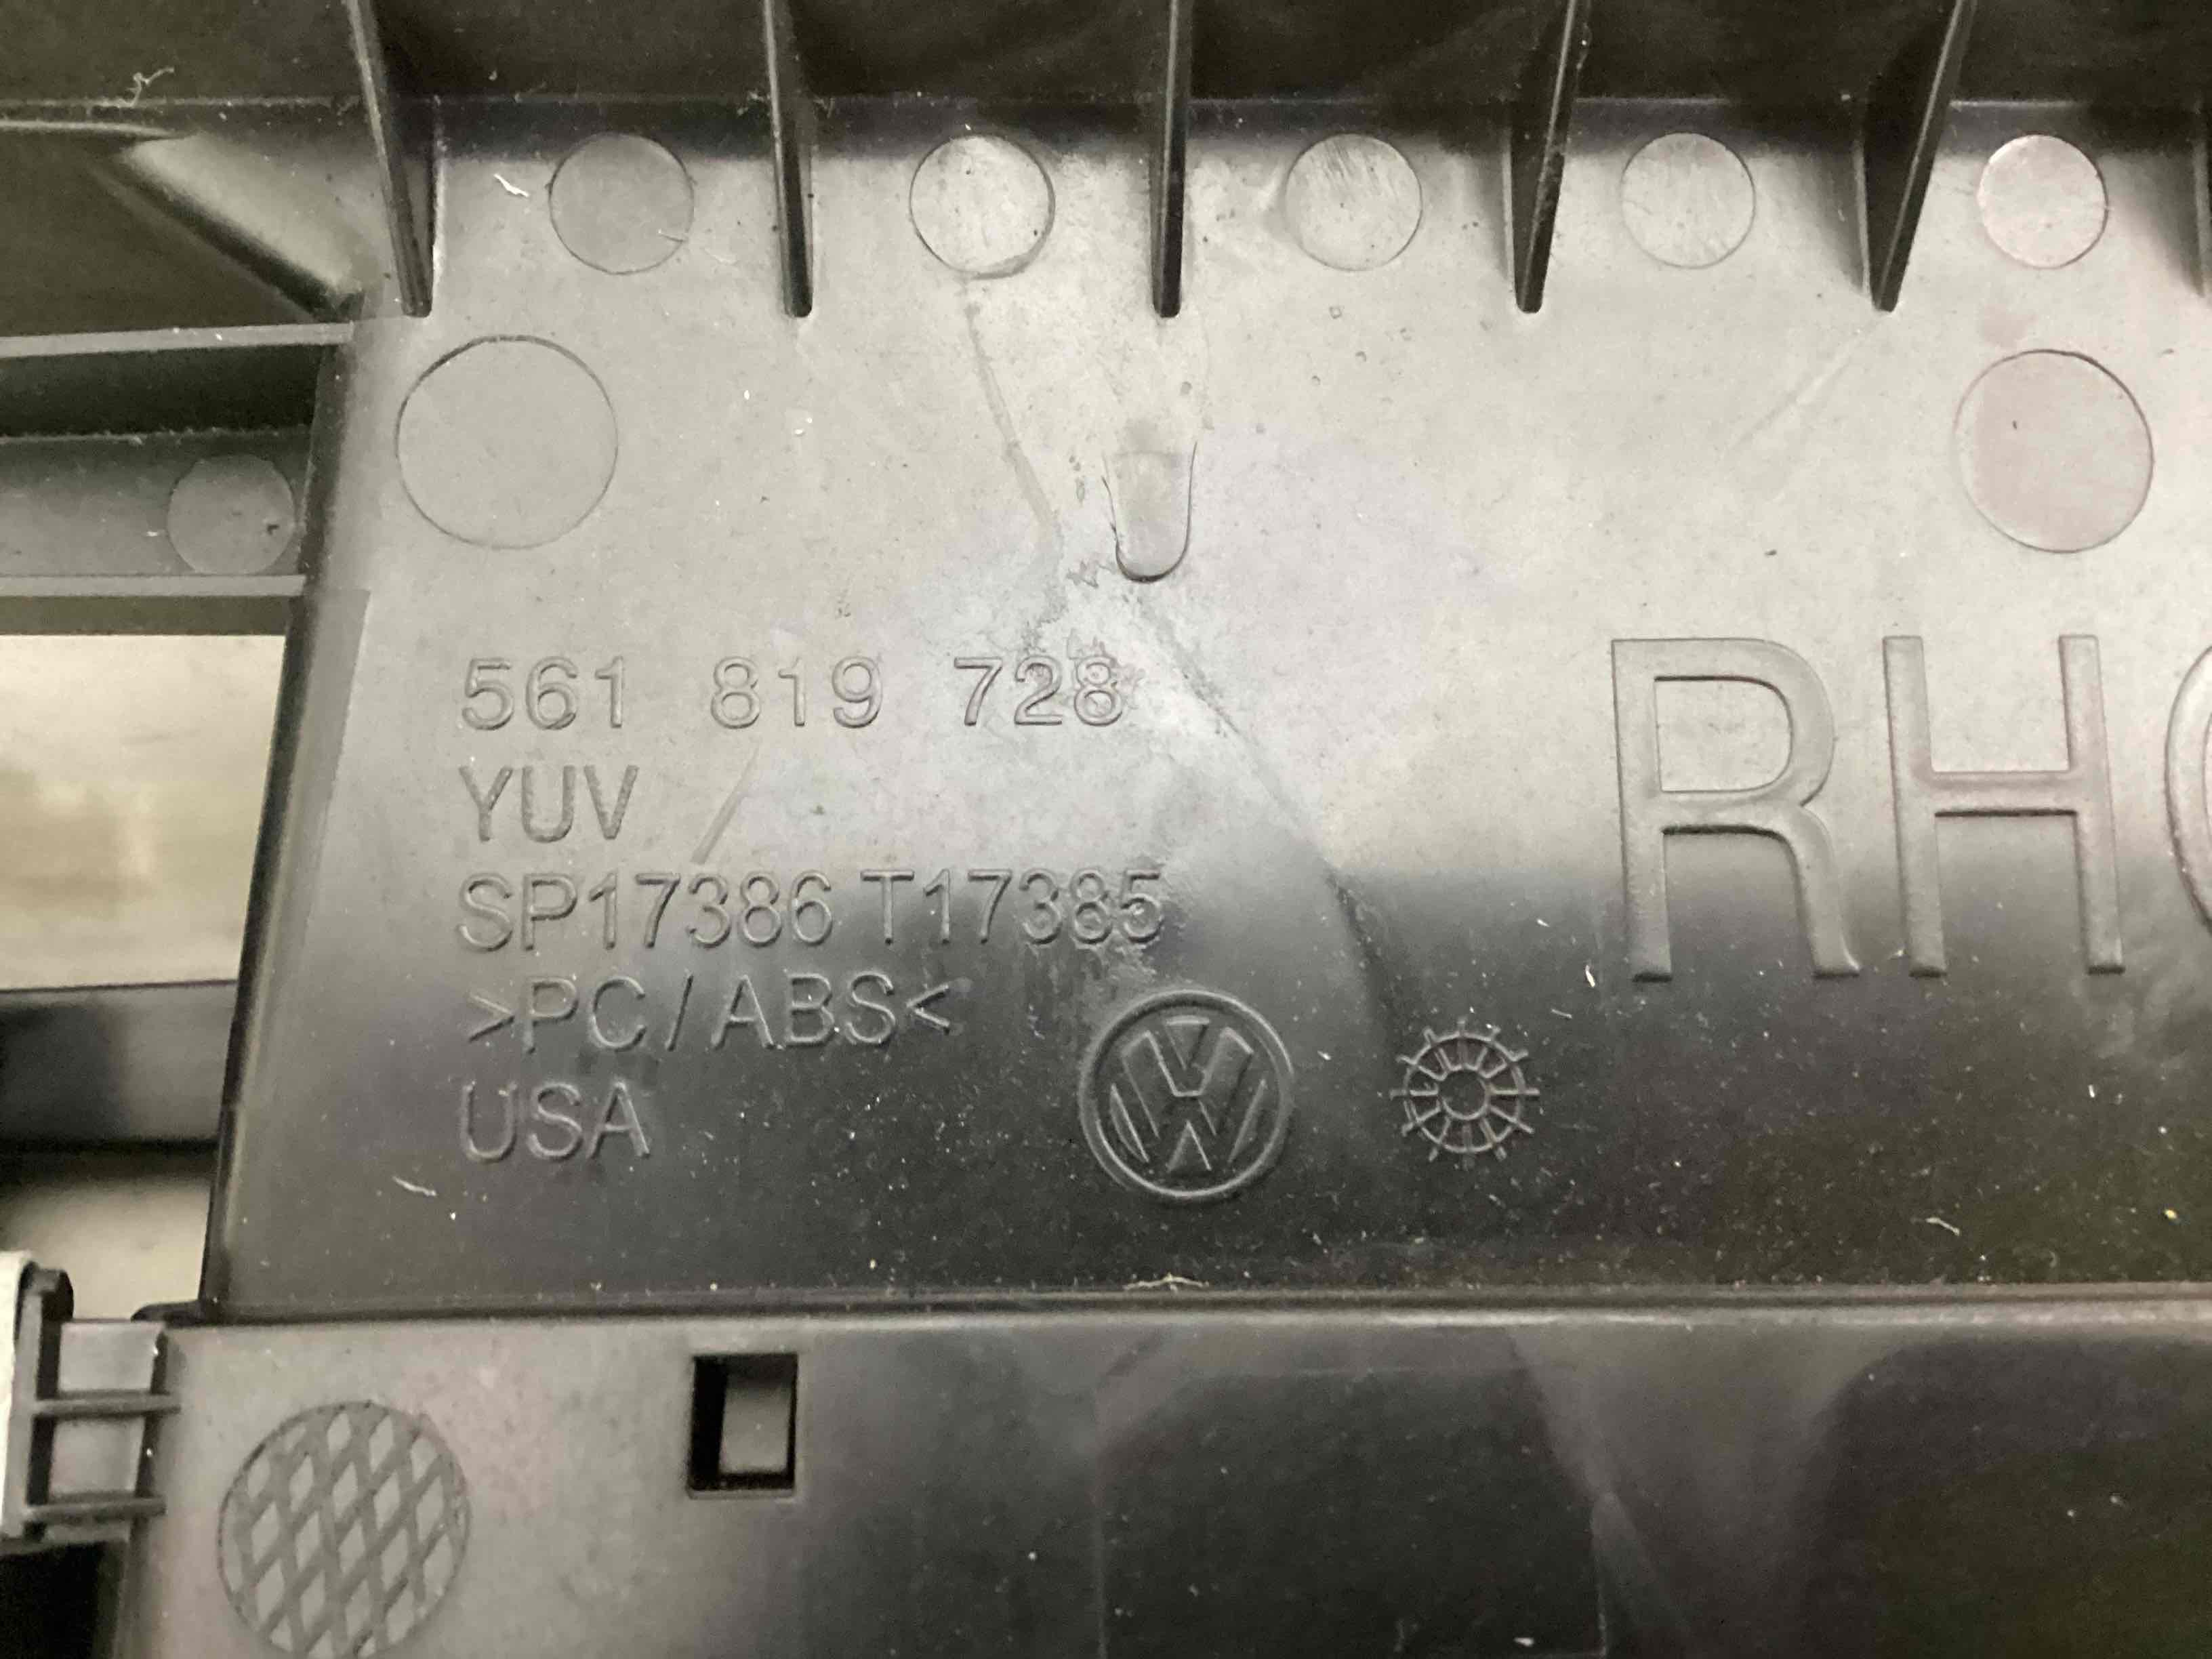 561 819 728
YUV
SP17386 T17385
>PC/ABS<
USA
RH